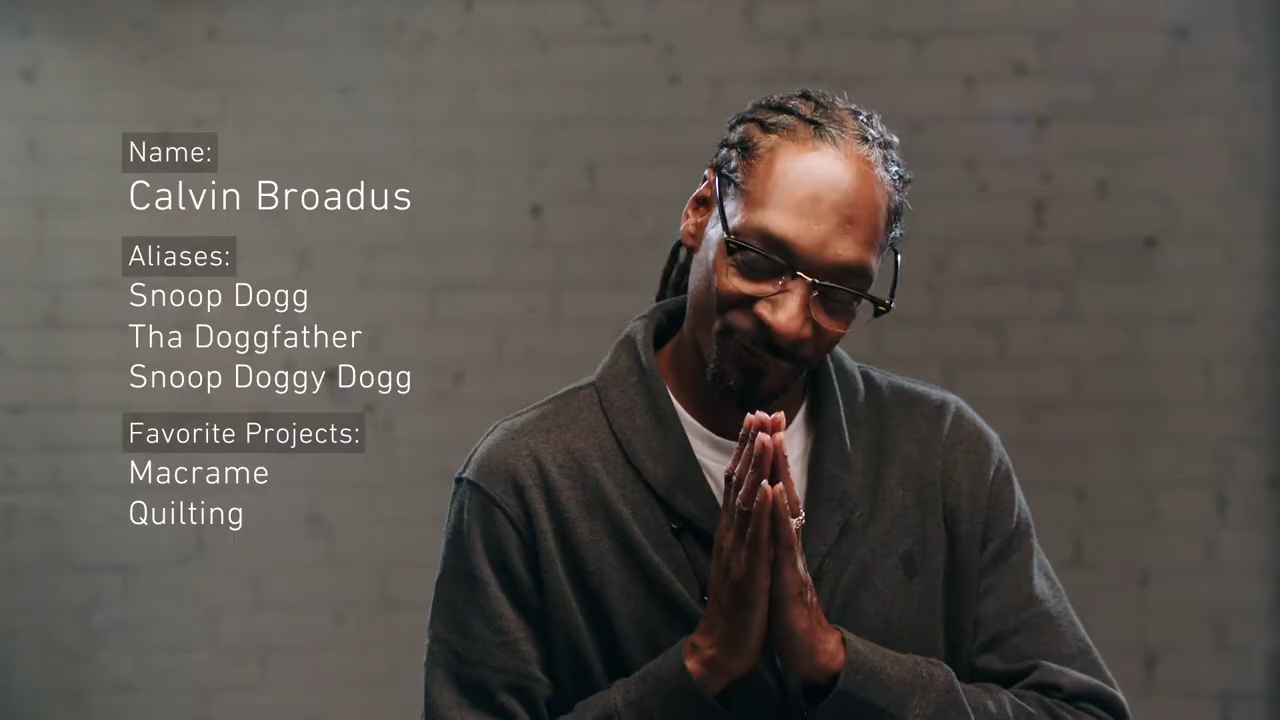 Name:
Calvin Broadus
Aliases:
Snoop Dogg
Tha Doggfather
Snoop Doggy Dogg
Favorite Projects:
Macrame
Quilting